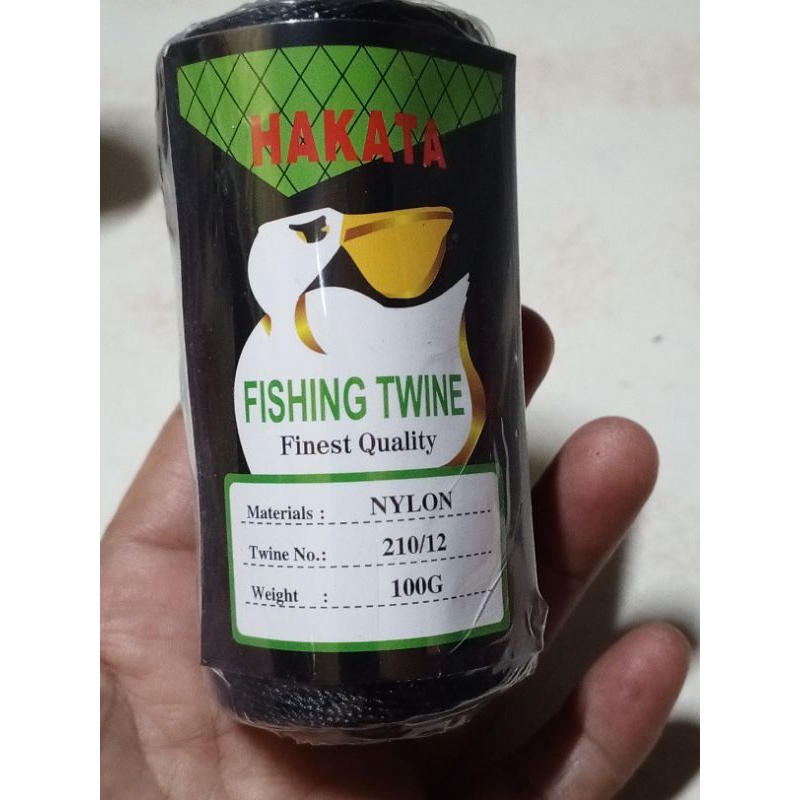 HAKATA
FISHING TWINE
Finest Quality
Materials : NYLON
Twine No.: 210/12
Weight : 100G